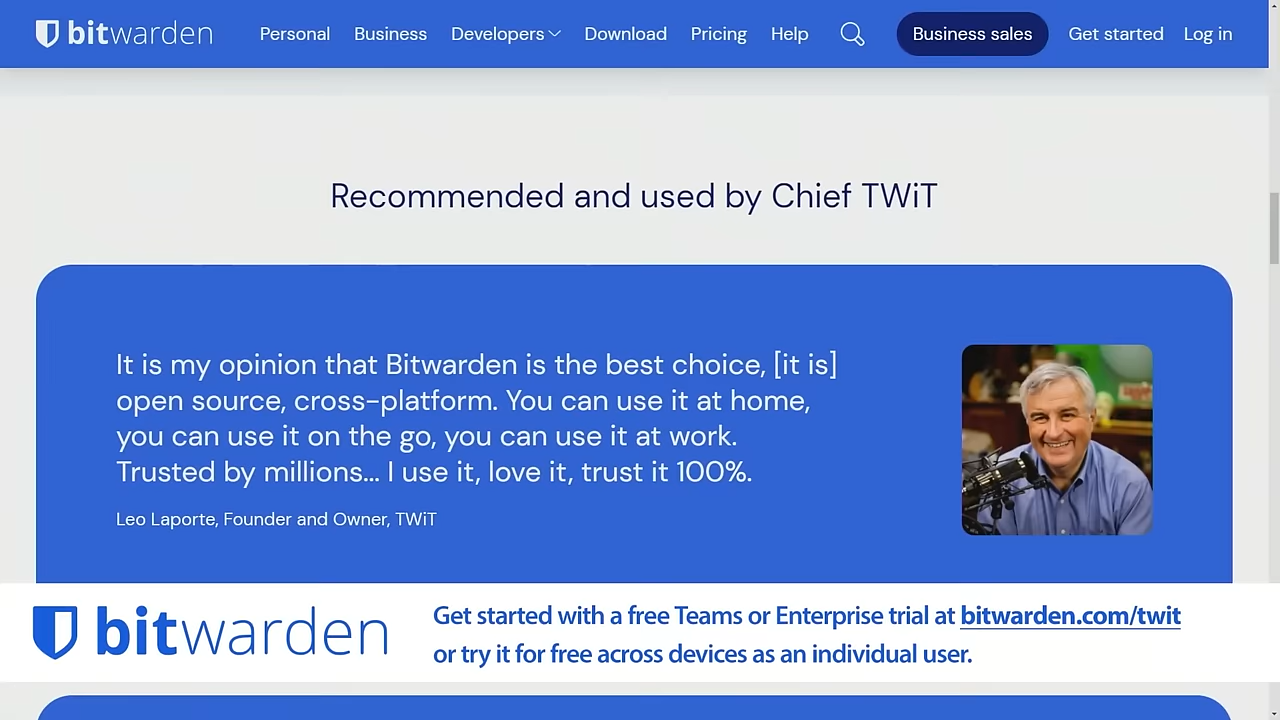 bitwarden
Personal Business Developers Download Pricing Help Business sales Get started Log in
Recommended and used by Chief TWiT
It is my opinion that Bitwarden is the best choice, [it is]
open source, cross-platform. You can use it at home,
you can use it on the go, you can use it at work.
Trusted by millions... I use it, love it, trust it 100%.
Leo Laporte, Founder and Owner, TWiT
bitwarden
Get started with a free Teams or Enterprise trial at bitwarden.com/twit
or try it for free across devices as an individual user.